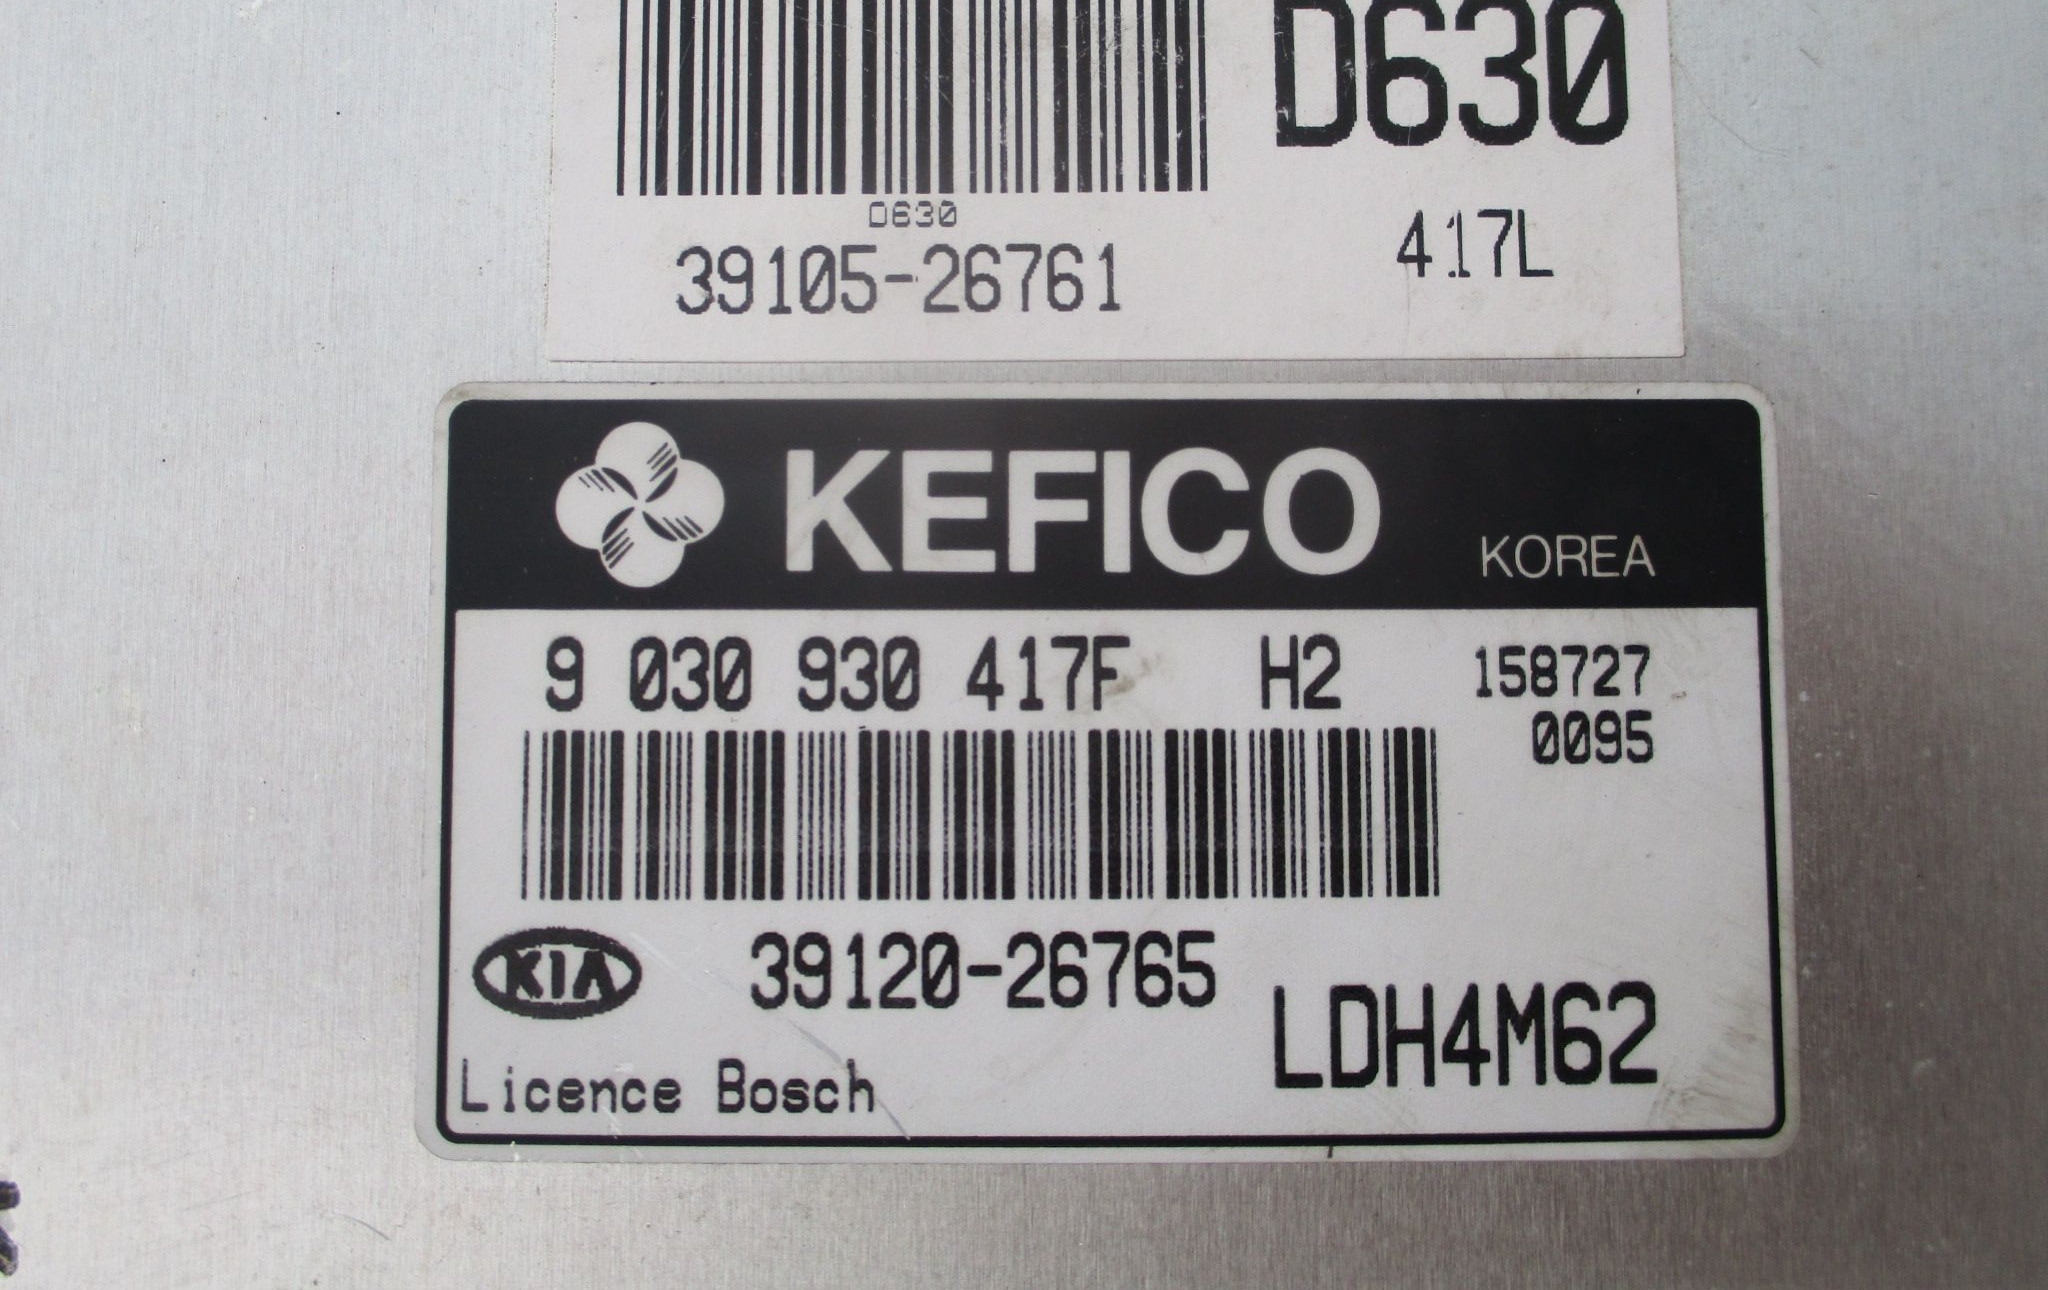 D630
D630
39105-26761
417L
KEFICO
KOREA
9 030 930 417F H2
158727
0095
KIA
39120-26765
LDH4M62
Licence Bosch